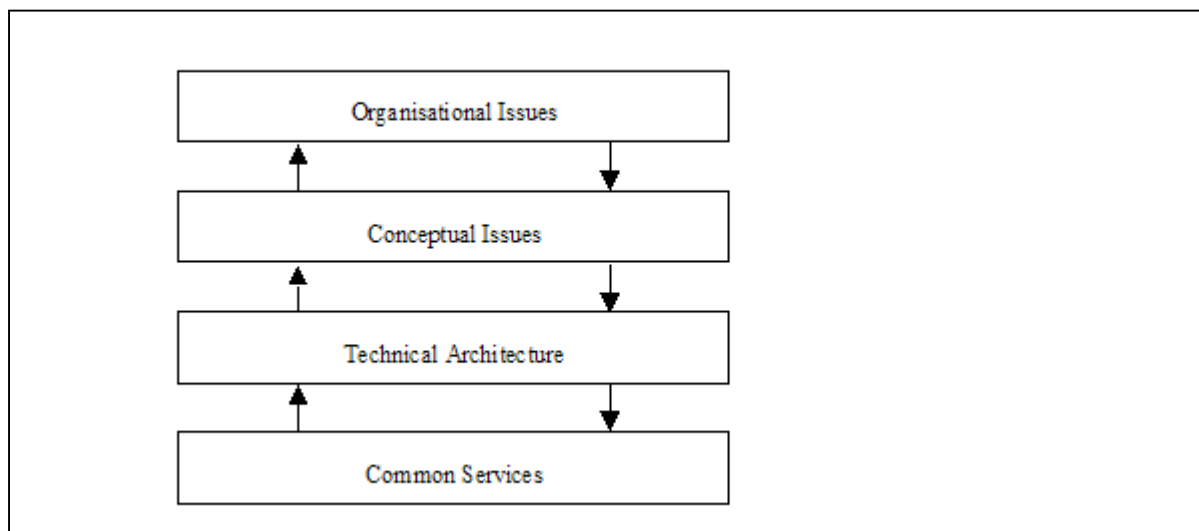 Organisational Issues
Conceptual Issues
Technical Architecture
Common Services